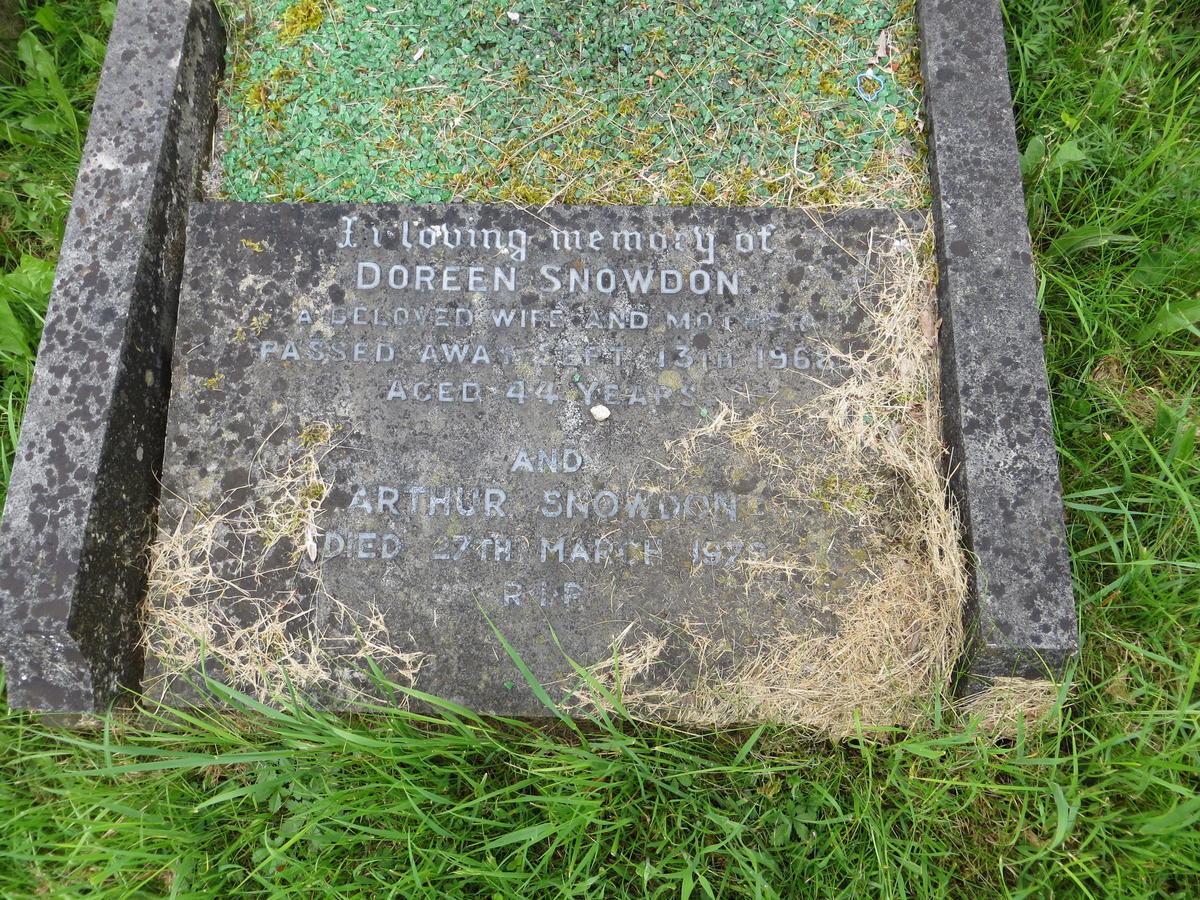 In loving memory of
DOREEN SNOWDON
A BELOVED WIFE AND MOTHER
PASSED AWAY SEPT. 13TH 1968
AGED 44 YEARS
AND
ARTHUR SNOWDON
DIED 27TH MARCH
R.I.P.